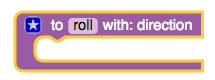 to roll with: direction